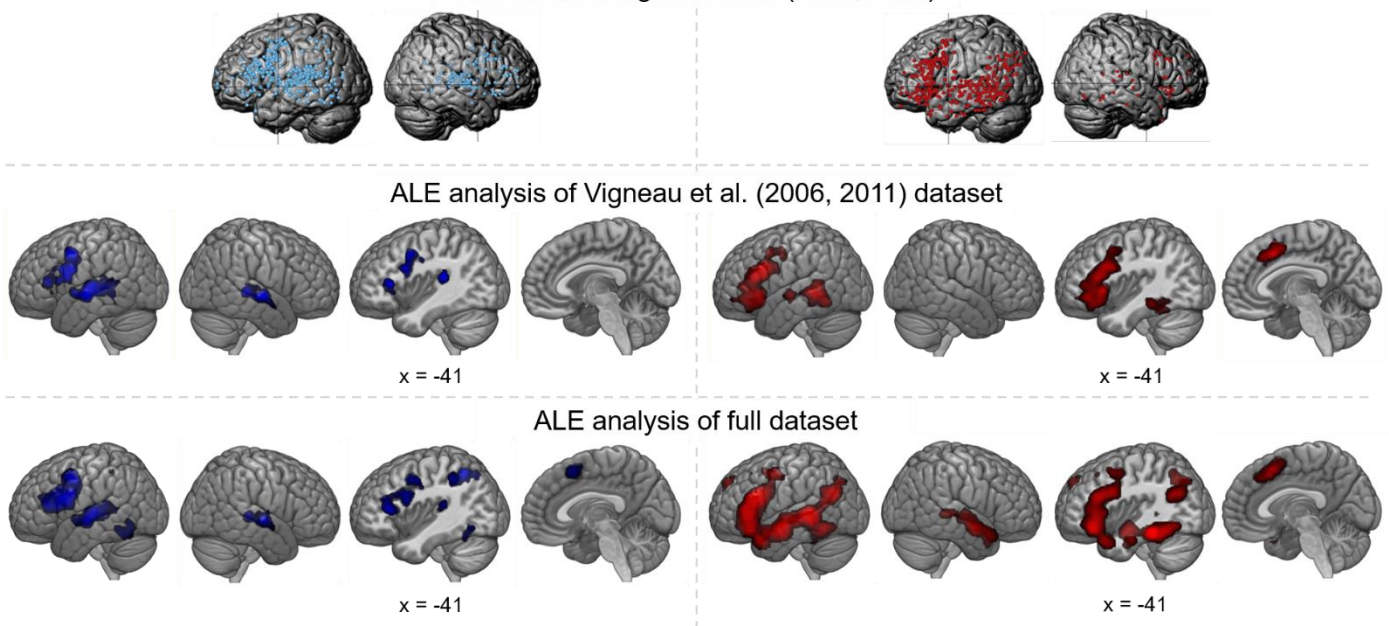 ALE analysis of Vigneau et al. (2006, 2011) dataset
x = -41
x = -41
ALE analysis of full dataset
x = -41
x = -41